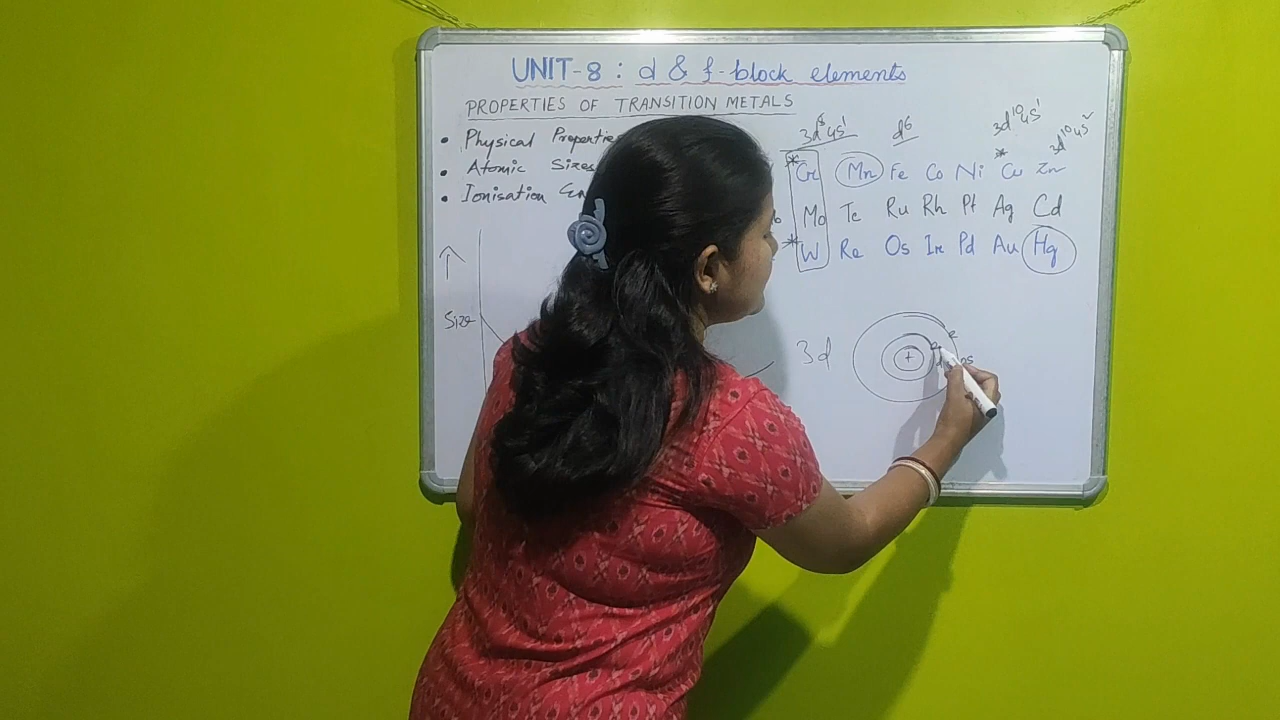 UNIT-8 : d & f-block elements
PROPERTIES OF TRANSITION METALS
• Physical Propertie
• Atomic Sizes
• Ionisation En
3d⁵4s¹ d⁶ 3d¹⁰4s¹ 3d¹⁰4s²
* Cr Mn Fe Co Ni * Cu Zn
Mo Tc Ru Rh Pt Ag Cd
* W Re Os Ir Pd Au Hg
↑
Size
3d + e e